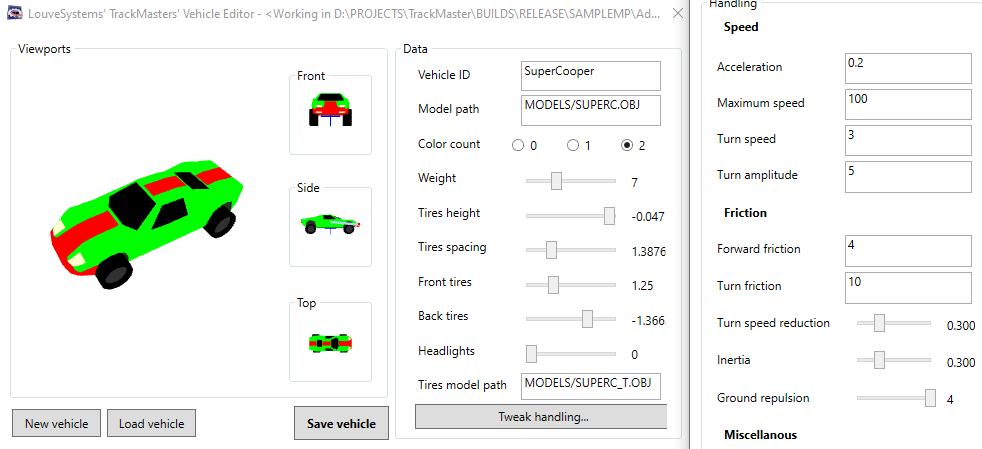 LouveSystems' TrackMasters' Vehicle Editor - <Working in D:\PROJECTS\TrackMaster\BUILDS\RELEASE\SAMPLEMP\Ad...
Viewports
Front
Side
Top
New vehicle
Load vehicle
Save vehicle
Data
Vehicle ID
SuperCooper
Model path
MODELS/SUPERC.OBJ
Color count
0
1
2
Weight
7
Tires height
-0.047
Tires spacing
1.3876
Front tires
1.25
Back tires
-1.366
Headlights
0
Tires model path
MODELS/SUPERC_T.OBJ
Tweak handling...
Handling
Speed
Acceleration
0.2
Maximum speed
100
Turn speed
3
Turn amplitude
5
Friction
Forward friction
4
Turn friction
10
Turn speed reduction
0.300
Inertia
0.300
Ground repulsion
4
Miscellanous